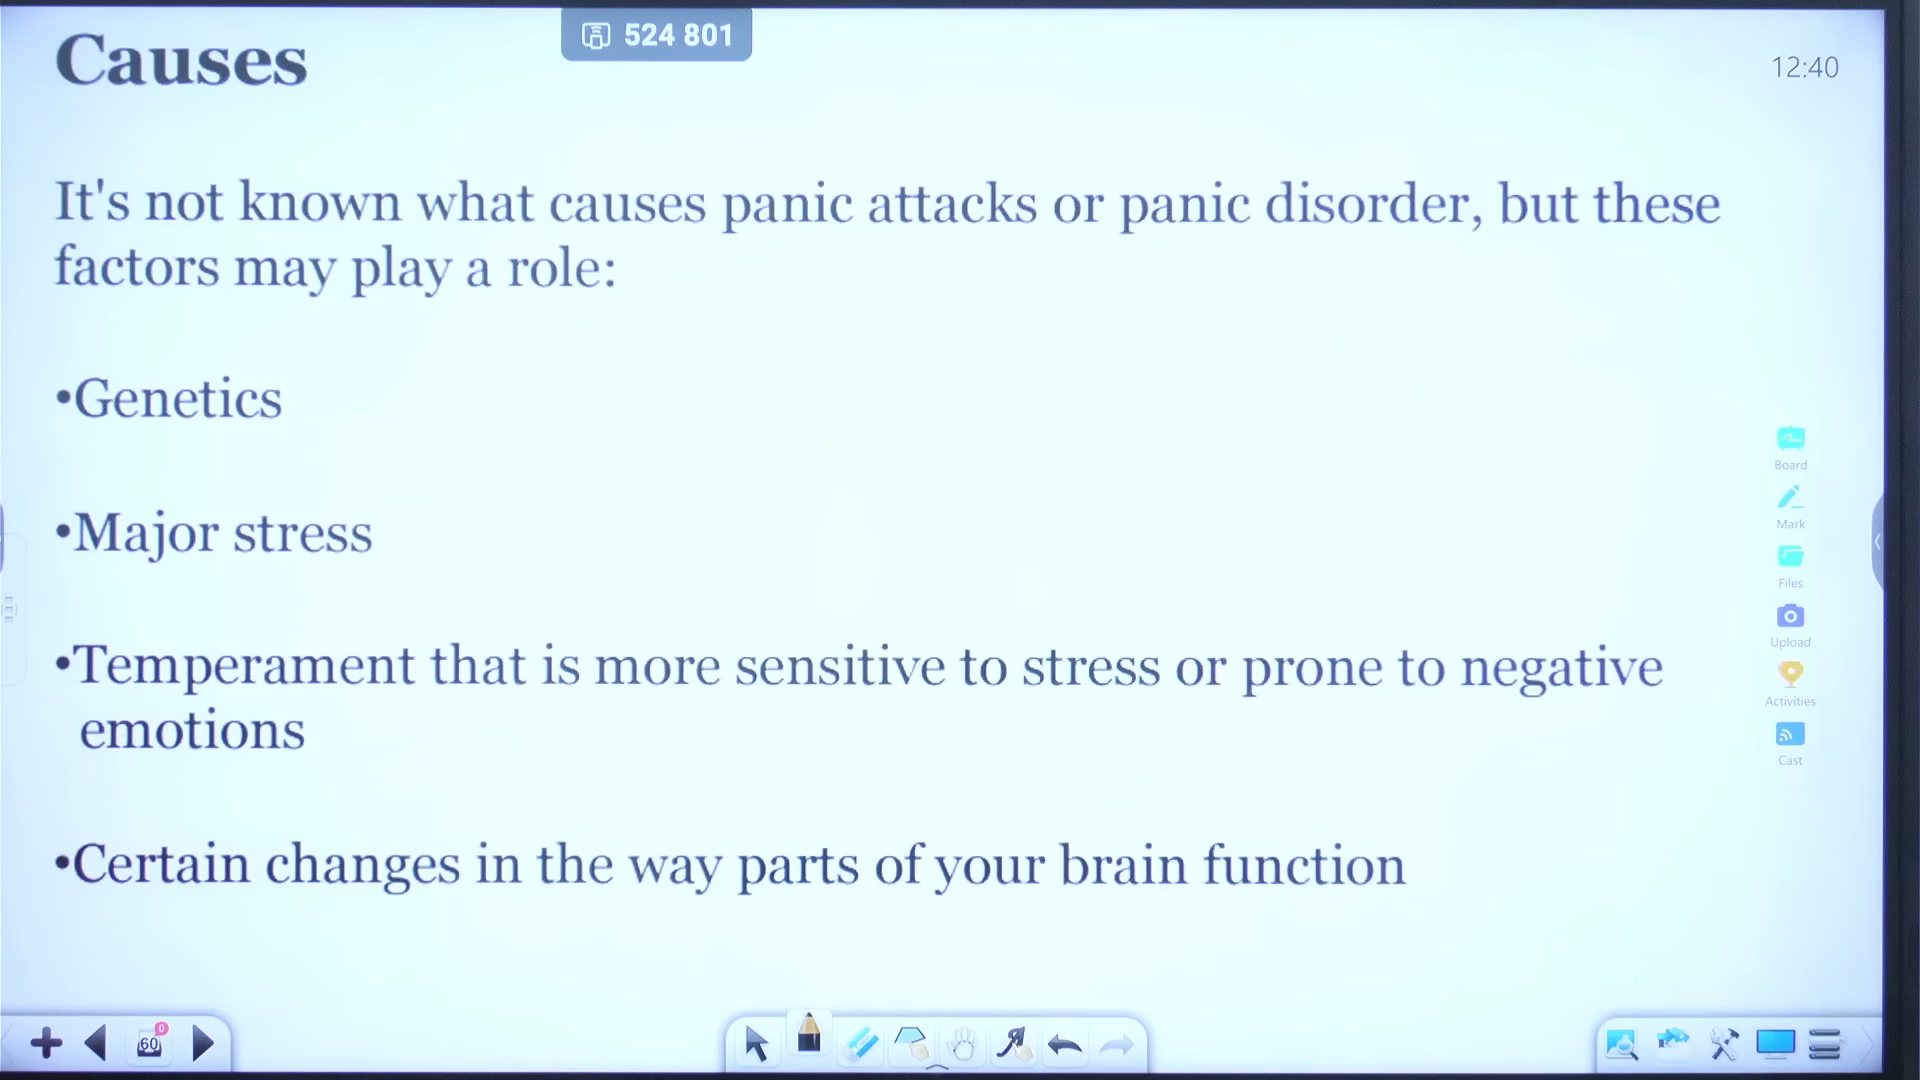 524 801
Causes
12:40
It's not known what causes panic attacks or panic disorder, but these
factors may play a role:
•Genetics
•Major stress
•Temperament that is more sensitive to stress or prone to negative
emotions
•Certain changes in the way parts of your brain function
Board
Mark
Files
Upload
Activities
Cast
0
60